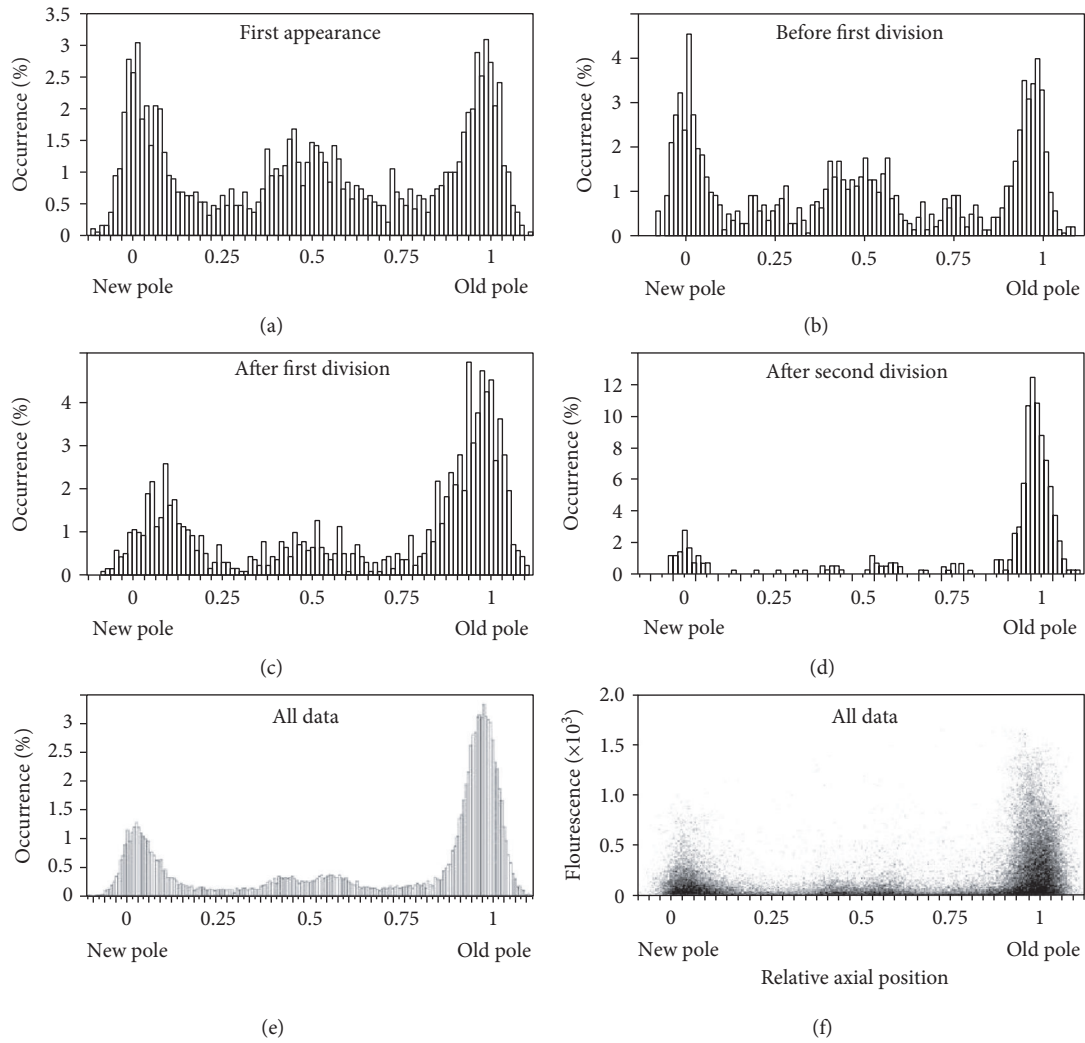 First appearance
Occurrence (%)
3.5
3
2.5
2
1.5
1
0.5
0
0 0.25 0.5 0.75 1
New pole Old pole
(a)
Before first division
Occurrence (%)
4
3
2
1
0
0 0.25 0.5 0.75 1
New pole Old pole
(b)
After first division
Occurrence (%)
4
3
2
1
0
0 0.25 0.5 0.75 1
New pole Old pole
(c)
After second division
Occurrence (%)
12
10
8
6
4
2
0
0 0.25 0.5 0.75 1
New pole Old pole
(d)
All data
Occurrence (%)
3
2.5
2
1.5
1
0.5
0
0 0.25 0.5 0.75 1
New pole Old pole
(e)
All data
Flourescence (×10³)
2.0
1.5
1.0
0.5
0
0 0.25 0.5 0.75 1
New pole Old pole
Relative axial position
(f)